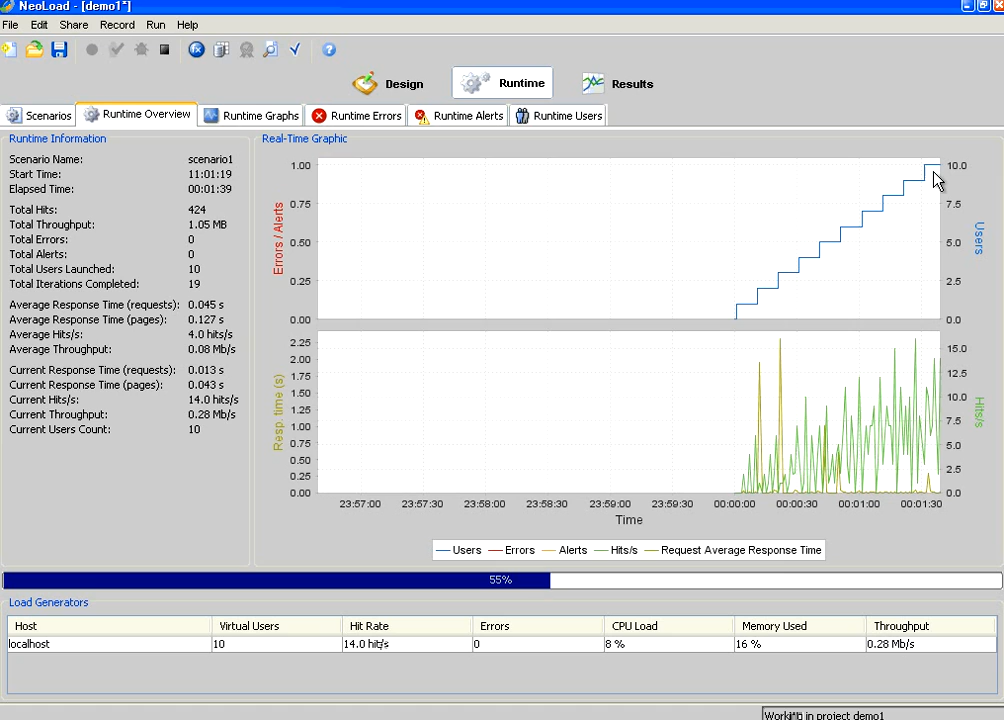 NeoLoad - [demo1*]
File Edit Share Record Run Help
Design Runtime Results
Scenarios Runtime Overview Runtime Graphs Runtime Errors Runtime Alerts Runtime Users
Runtime Information
Scenario Name: scenario1
Start Time: 11:01:19
Elapsed Time: 00:01:39
Total Hits: 424
Total Throughput: 1.05 MB
Total Errors: 0
Total Alerts: 0
Total Users Launched: 10
Total Iterations Completed: 19
Average Response Time (requests): 0.045 s
Average Response Time (pages): 0.127 s
Average Hits/s: 4.0 hits/s
Average Throughput: 0.08 Mb/s
Current Response Time (requests): 0.013 s
Current Response Time (pages): 0.043 s
Current Hits/s: 14.0 hits/s
Current Throughput: 0.28 Mb/s
Current Users Count: 10
Real-Time Graphic
Errors / Alerts
1.00
0.75
0.50
0.25
0.00
10.0
7.5
5.0
2.5
0.0
Users
Resp. time (s)
2.25
2.00
1.75
1.50
1.25
1.00
0.75
0.50
0.25
0.00
15.0
12.5
10.0
7.5
5.0
2.5
0.0
Hits/s
23:57:00 23:57:30 23:58:00 23:58:30 23:59:00 23:59:30 00:00:00 00:00:30 00:01:00 00:01:30
Time
Users Errors Alerts Hits/s Request Average Response Time
55%
Load Generators
Host Virtual Users Hit Rate Errors CPU Load Memory Used Throughput
localhost 10 14.0 hit/s 0 8 % 16 % 0.28 Mb/s
Working in project demo1